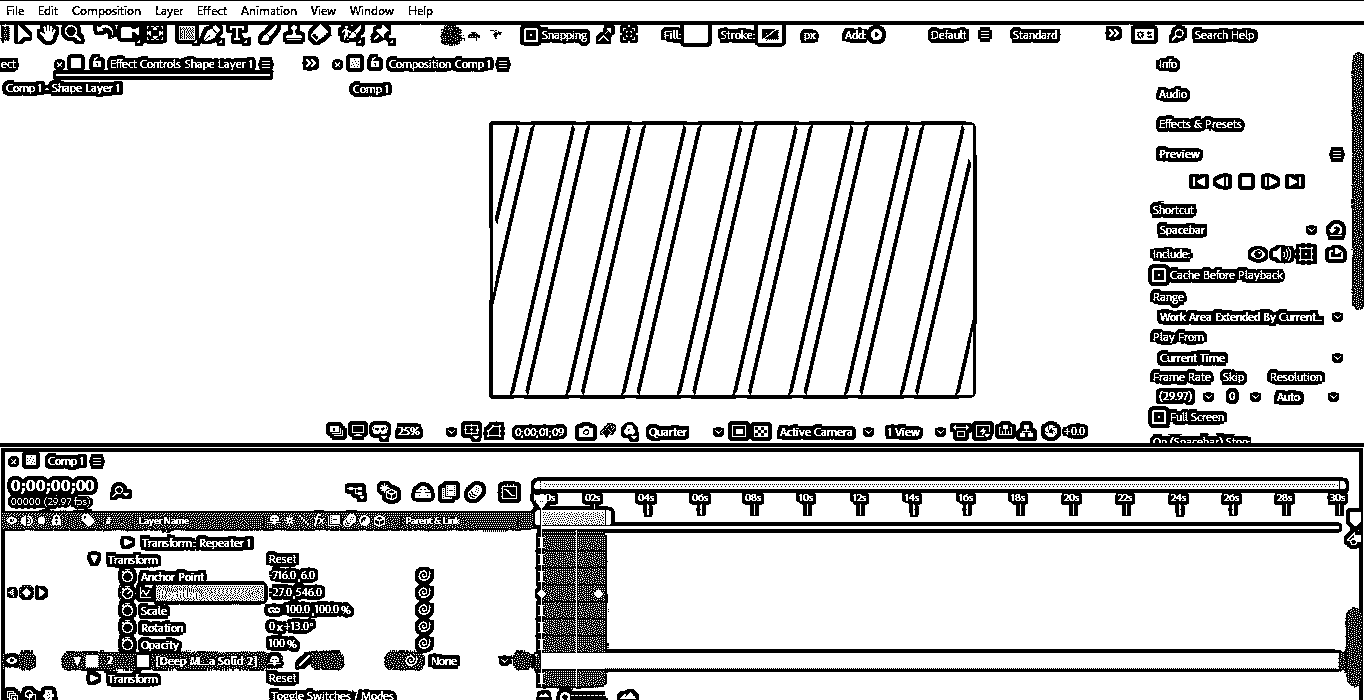 File Edit Composition Layer Effect Animation View Window Help
Snapping Fill: Stroke: px Add: Default Standard Search Help
ect Effect Controls Shape Layer 1 Composition Comp 1
Comp 1 - Shape Layer 1 Comp 1
Info
Audio
Effects & Presets
Preview
Shortcut
Spacebar
Include:
Cache Before Playback
Range
Work Area Extended By Current...
Play From
Current Time
Frame Rate Skip Resolution
(29.97) 0 Auto
Full Screen
On (Spacebar) Stop
25% 0;00;01;09 Quarter Active Camera 1 View +0.0
Comp 1
0;00;00;00
00000 (29.97 fps)
0s 02s 04s 06s 08s 10s 12s 14s 16s 18s 20s 22s 24s 26s 28s 30s
# Layer Name fx Parent & Link
Transform: Repeater 1
Transform Reset
Anchor Point -716.0,6.0
-27.0,546.0
Scale 100.0,100.0%
Rotation 0x+13.0°
Opacity 100%
2 [Deep M...a Solid 2] None
Transform Reset
Toggle Switches / Modes